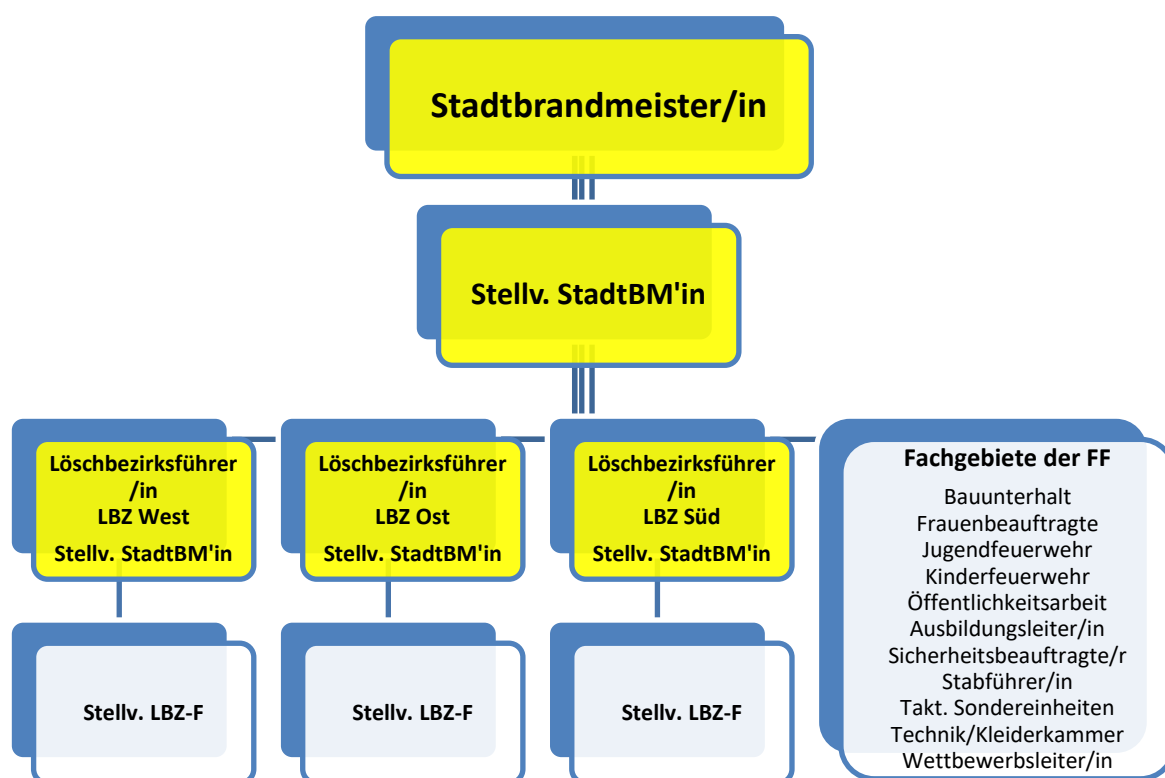 Stadtbrandmeister/in
Stellv. StadtBM'in
Löschbezirksführer
/in
LBZ West
Stellv. StadtBM'in
Löschbezirksführer
/in
LBZ Ost
Stellv. StadtBM'in
Löschbezirksführer
/in
LBZ Süd
Stellv. StadtBM'in
Fachgebiete der FF
Bauunterhalt
Frauenbeauftragte
Jugendfeuerwehr
Kinderfeuerwehr
Öffentlichkeitsarbeit
Ausbildungsleiter/in
Sicherheitsbeauftragte/r
Stabführer/in
Takt. Sondereinheiten
Technik/Kleiderkammer
Wettbewerbsleiter/in
Stellv. LBZ-F
Stellv. LBZ-F
Stellv. LBZ-F